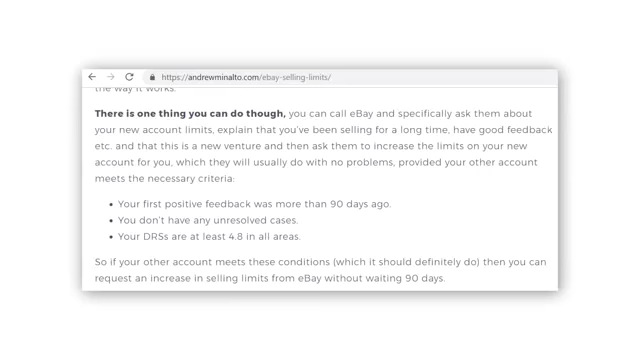 https://andrewminalto.com/ebay-selling-limits/
the way it works.
There is one thing you can do though, you can call eBay and specifically ask them about
your new account limits, explain that you've been selling for a long time, have good feedback
etc. and that this is a new venture and then ask them to increase the limits on your new
account for you, which they will usually do with no problems, provided your other account
meets the necessary criteria:
• Your first positive feedback was more than 90 days ago.
• You don't have any unresolved cases.
• Your DRSs are at least 4.8 in all areas.
So if your other account meets these conditions (which it should definitely do) then you can
request an increase in selling limits from eBay without waiting 90 days.